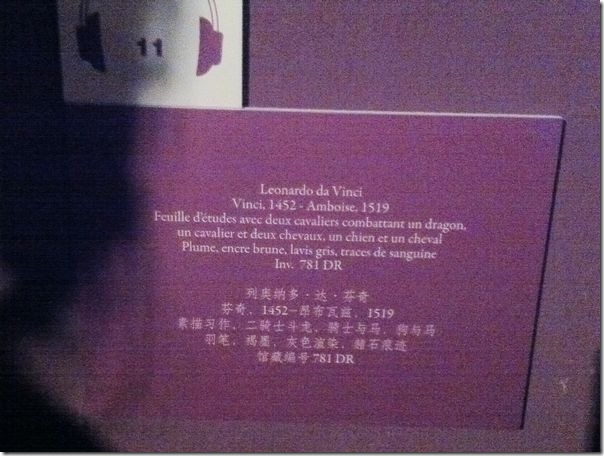 11
Leonardo da Vinci
Vinci, 1452 - Amboise, 1519
Feuille d'études avec deux cavaliers combattant un dragon,
un cavalier et deux chevaux, un chien et un cheval
Plume, encre brune, lavis gris, traces de sanguine
Inv. 781 DR
列奥纳多·达·芬奇
芬奇，1452-昂布瓦兹，1519
素描习作，二骑士斗龙，骑士与马，狗与马
羽笔，褐墨，灰色渲染，赭石痕迹
馆藏编号 781 DR